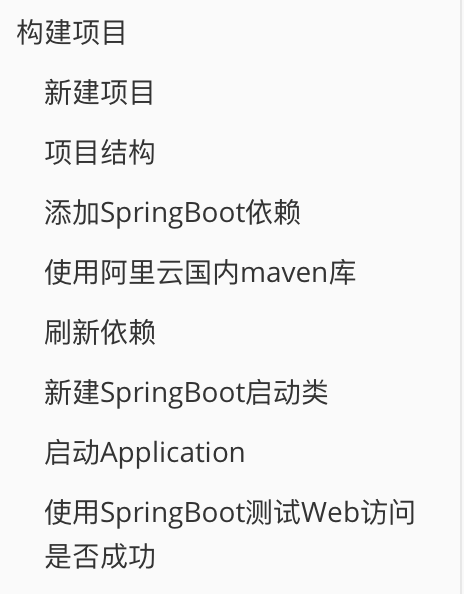 构建项目
新建项目
项目结构
添加SpringBoot依赖
使用阿里云国内maven库
刷新依赖
新建SpringBoot启动类
启动Application
使用SpringBoot测试Web访问
是否成功